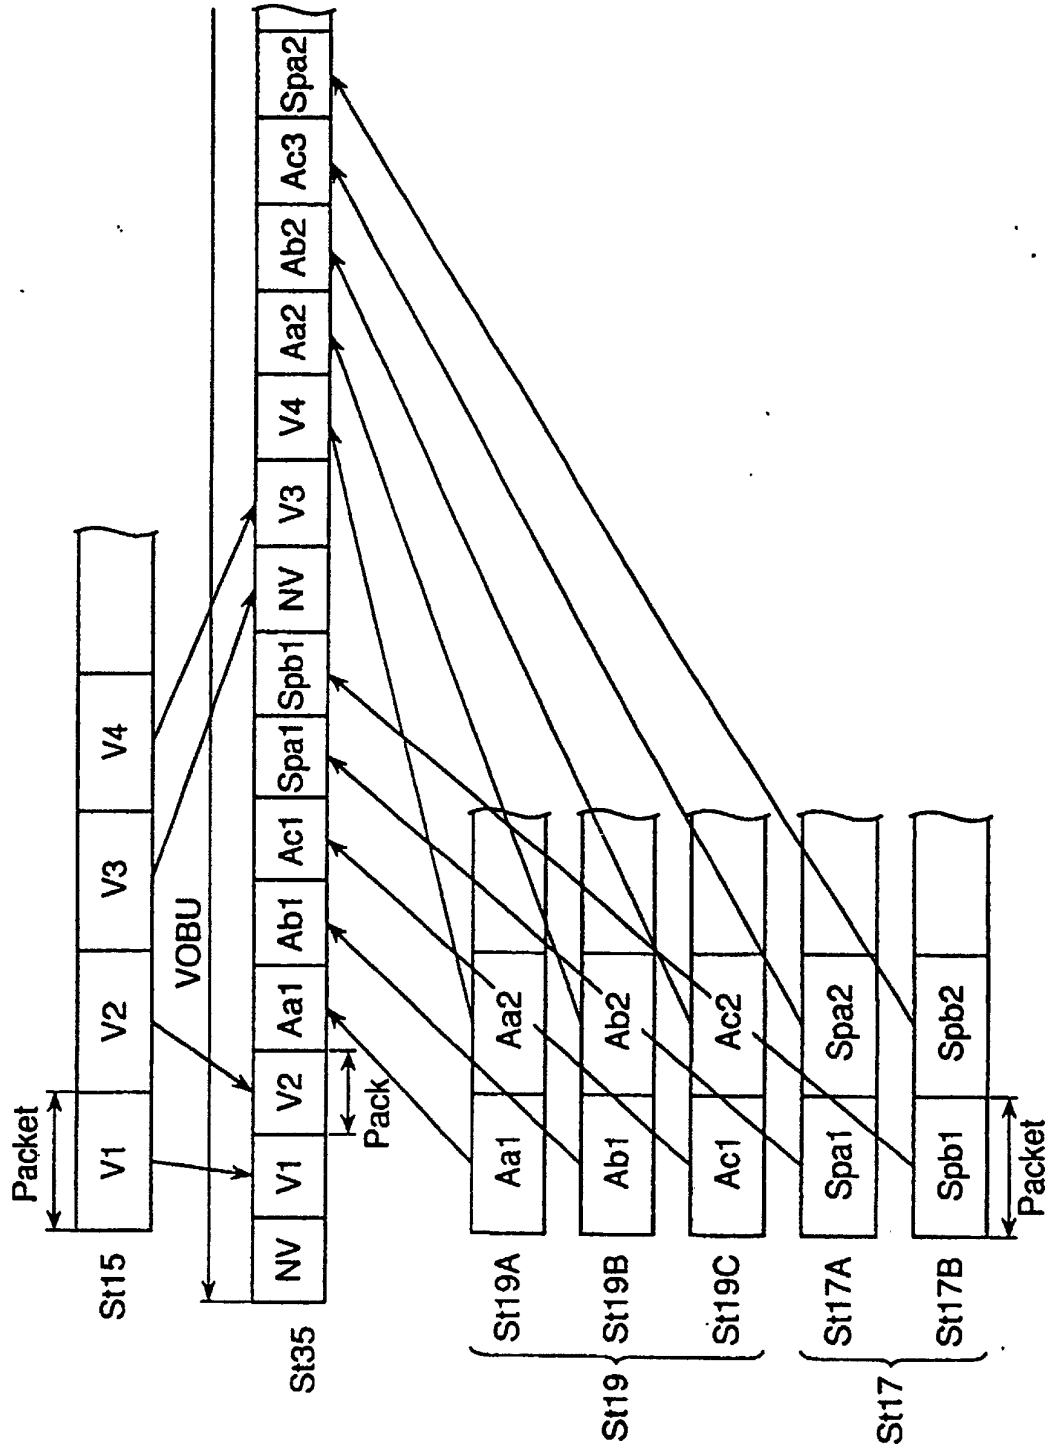 Packet
St15 V1 V2 V3 V4
VOBU
St35 NV V1 V2 Aa1 Ab1 Ac1 Spa1 Spb1 NV V3 V4 Aa2 Ab2 Ac3 Spa2
Pack
St19
St19A Aa1 Aa2
St19B Ab1 Ab2
St19C Ac1 Ac2
St17
St17A Spa1 Spa2
St17B Spb1 Spb2
Packet